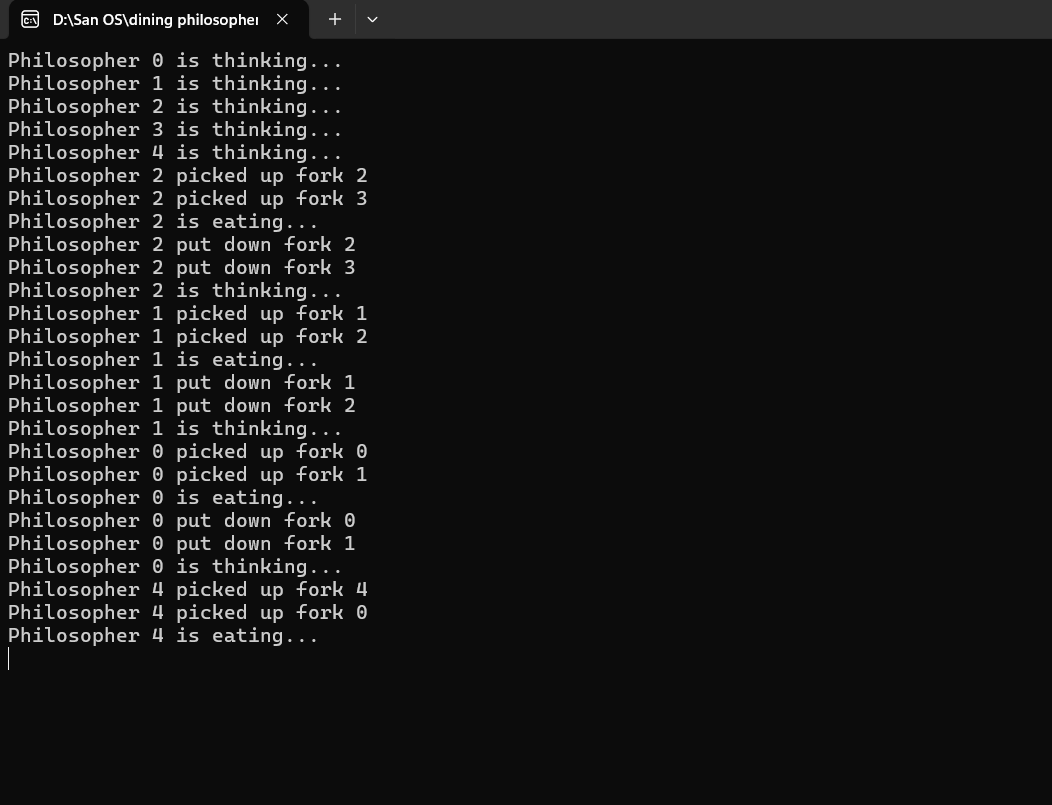 D:\San OS\dining philosopher
Philosopher 0 is thinking...
Philosopher 1 is thinking...
Philosopher 2 is thinking...
Philosopher 3 is thinking...
Philosopher 4 is thinking...
Philosopher 2 picked up fork 2
Philosopher 2 picked up fork 3
Philosopher 2 is eating...
Philosopher 2 put down fork 2
Philosopher 2 put down fork 3
Philosopher 2 is thinking...
Philosopher 1 picked up fork 1
Philosopher 1 picked up fork 2
Philosopher 1 is eating...
Philosopher 1 put down fork 1
Philosopher 1 put down fork 2
Philosopher 1 is thinking...
Philosopher 0 picked up fork 0
Philosopher 0 picked up fork 1
Philosopher 0 is eating...
Philosopher 0 put down fork 0
Philosopher 0 put down fork 1
Philosopher 0 is thinking...
Philosopher 4 picked up fork 4
Philosopher 4 picked up fork 0
Philosopher 4 is eating...